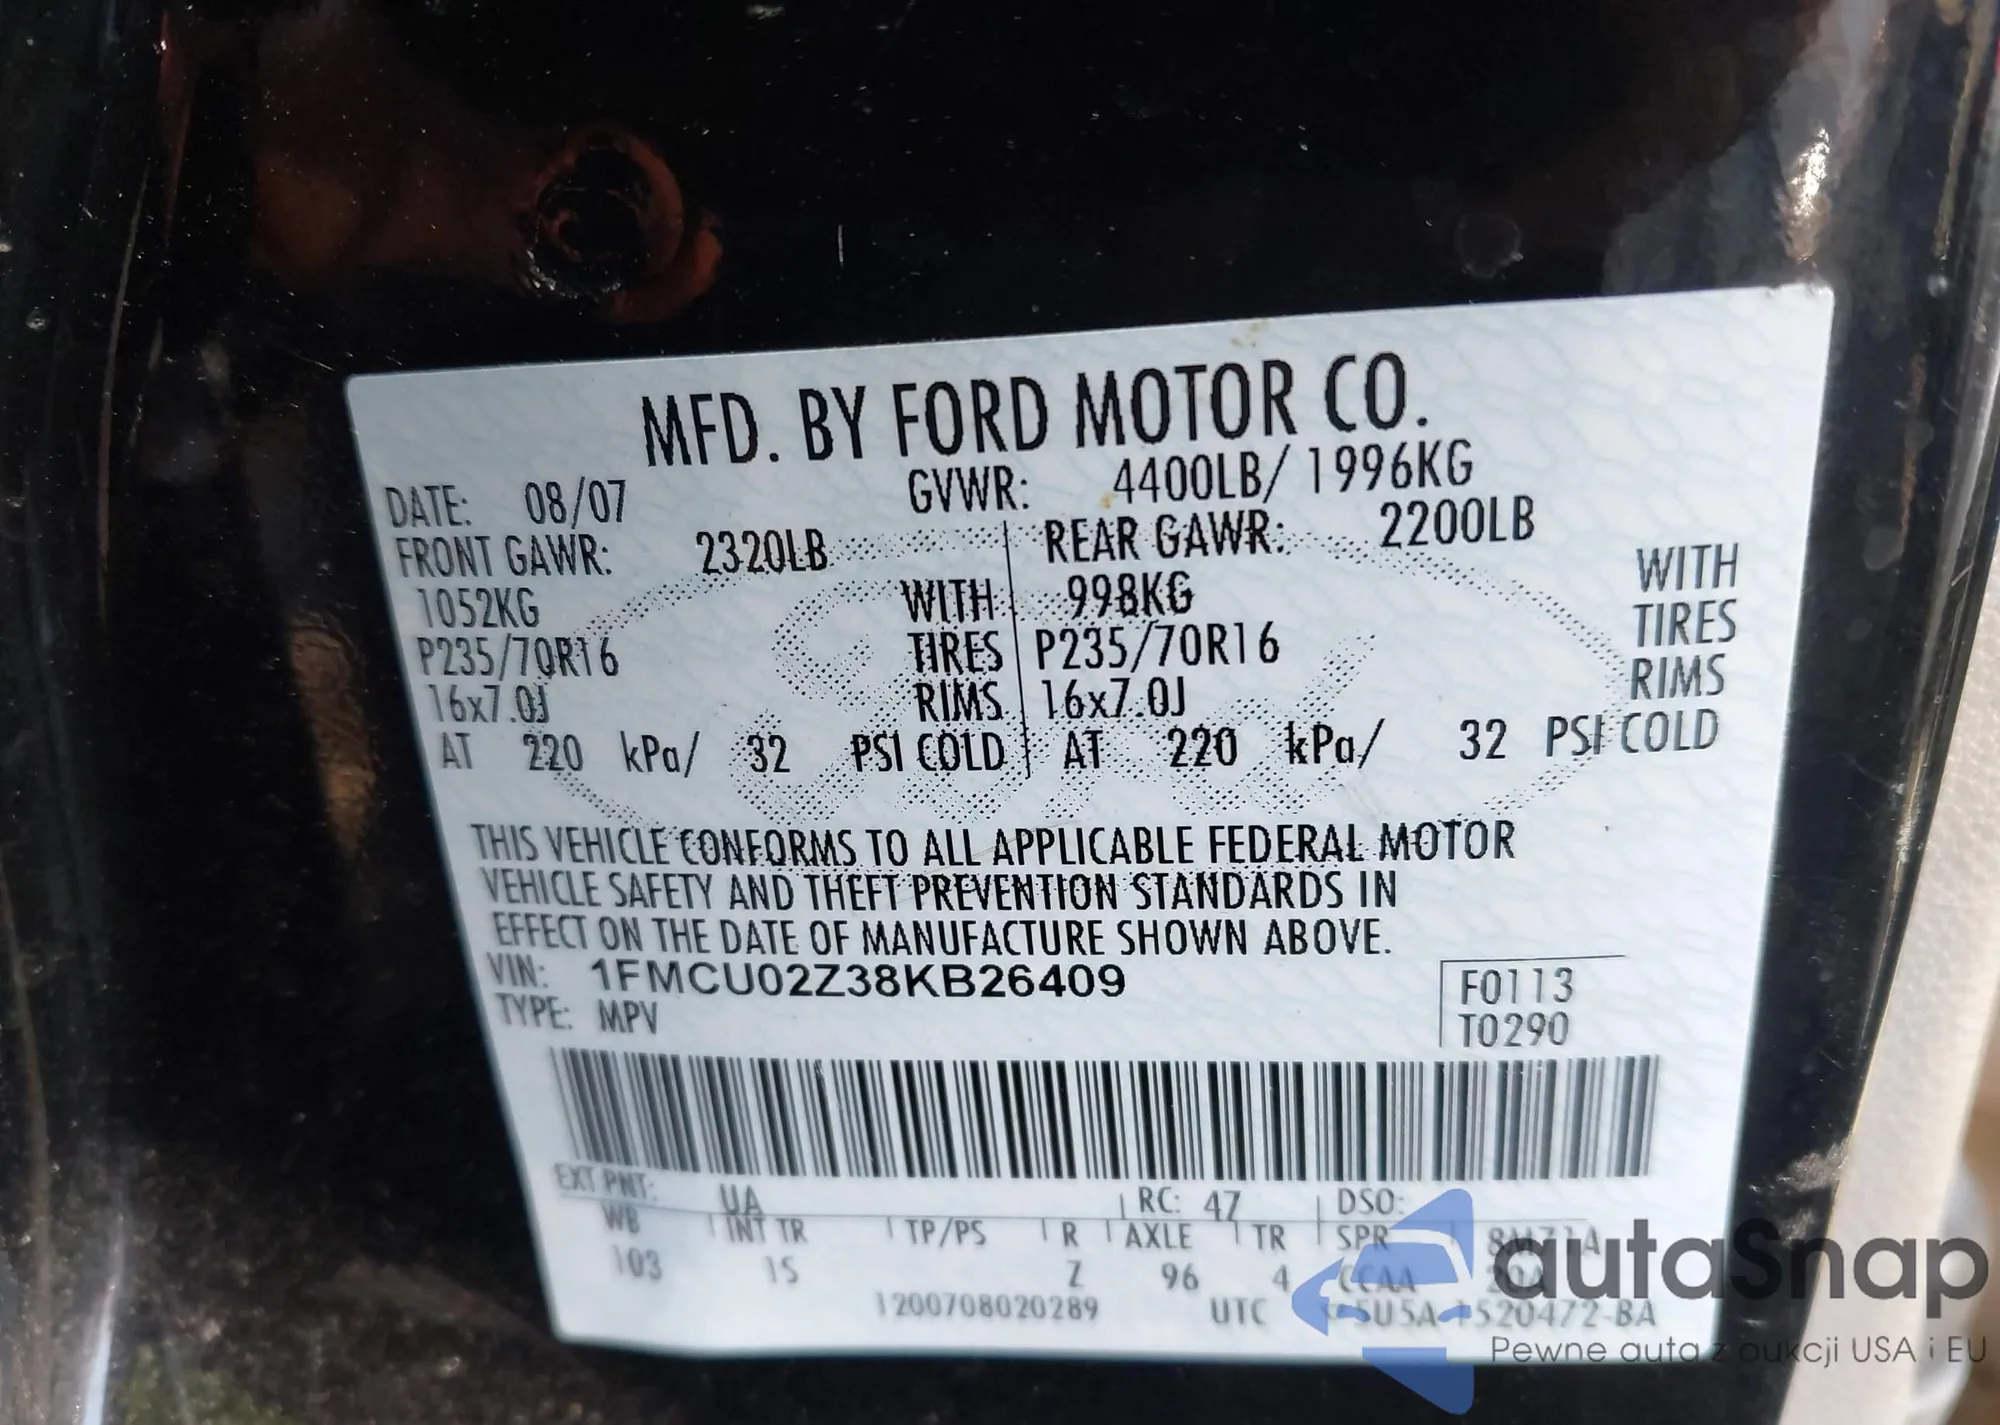 MFD. BY FORD MOTOR CO.
DATE: 08/07 GVWR: 4400LB/ 1996KG
FRONT GAWR: 2320LB REAR GAWR: 2200LB
1052KG WITH 998KG WITH
P235/70R16 TIRES P235/70R16 TIRES
16x7.0J RIMS 16x7.0J RIMS
AT 220 kPa/ 32 PSI COLD AT 220 kPa/ 32 PSI COLD
THIS VEHICLE CONFORMS TO ALL APPLICABLE FEDERAL MOTOR
VEHICLE SAFETY AND THEFT PREVENTION STANDARDS IN
EFFECT ON THE DATE OF MANUFACTURE SHOWN ABOVE.
VIN: 1FMCU02Z38KB26409
TYPE: MPV
F0113
T0290
EXT PNT: UA RC: 47 DSO:
WB INT TR TP/PS R AXLE TR SPR
103 15 Z 96 4 CCAA
1200708020289 UTC
autaSnap
Pewne auta z aukcji USA i EU